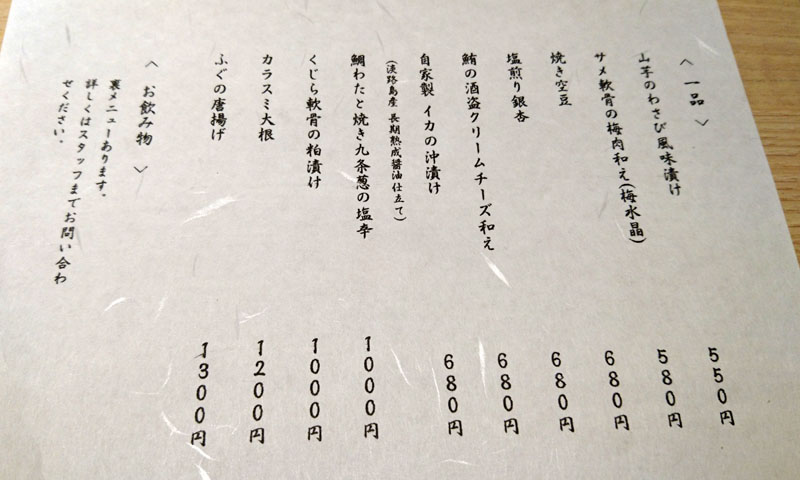 〈 一品 〉
山芋のわさび風味漬け 550円
サメ軟骨の梅肉和え(梅水晶) 580円
焼き空豆 680円
塩煎り銀杏 680円
鮪の酒盗クリームチーズ和え 680円
自家製 イカの沖漬け 680円
(淡路島産 長期熟成醤油仕立て)
鯛わたと焼き九条葱の塩辛 1000円
くじら軟骨の粕漬け 1000円
カラスミ大根 1200円
ふぐの唐揚げ 1300円
〈 お飲み物 〉
裏メニューあります。
詳しくはスタッフまでお問い合わ
せください。